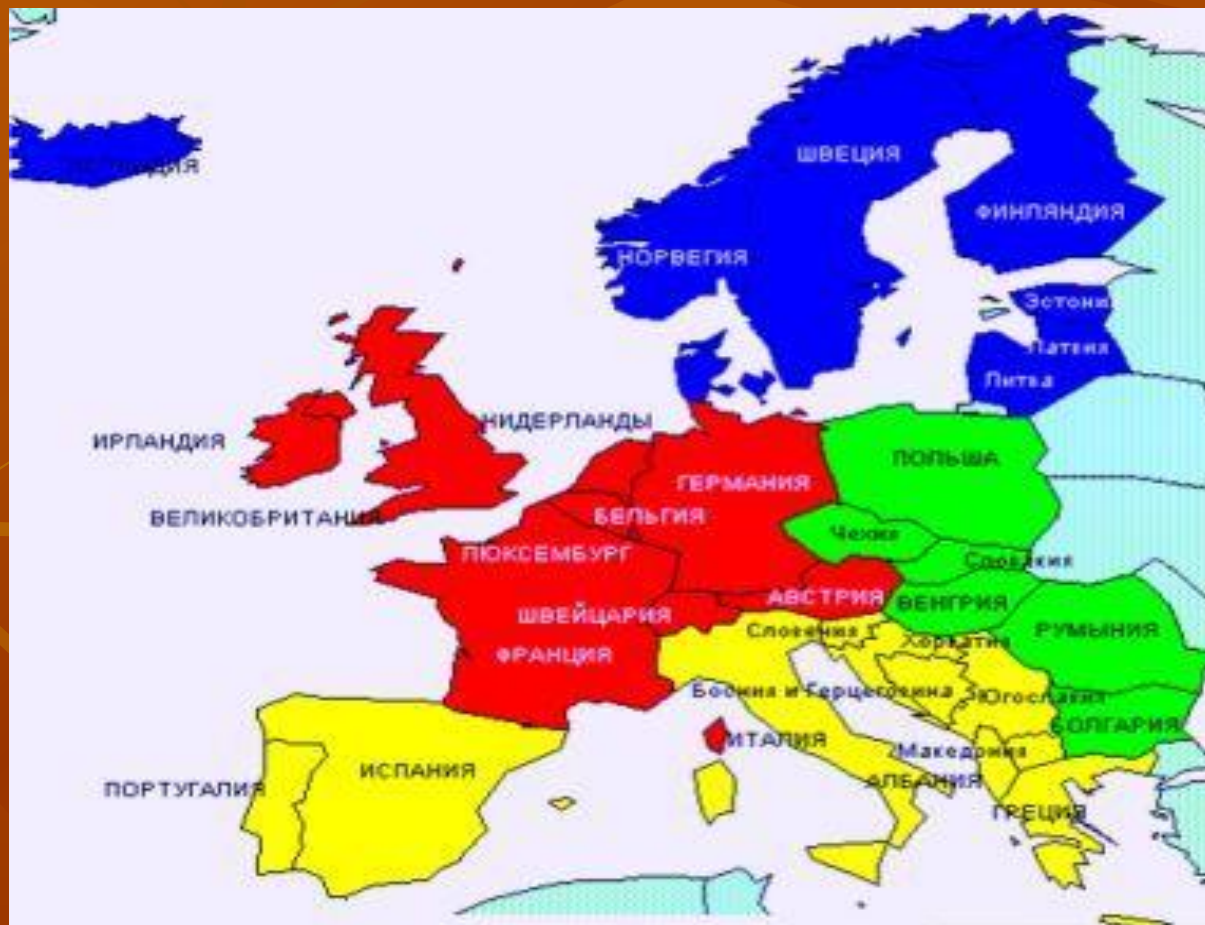 ШВЕЦИЯ
ФИНЛЯНДИЯ
НОРВЕГИЯ
Эстони
Латвия
Литва
НИДЕРЛАНДЫ
ИРЛАНДИЯ
ПОЛЬША
ГЕРМАНИЯ
ВЕЛИКОБРИТАНИЯ
БЕЛЬГИЯ
Чехия
ЛЮКСЕМБУРГ
Словакия
АВСТРИЯ
ВЕНГРИЯ
ШВЕЙЦАРИЯ
Словения
Хорватия
РУМЫНИЯ
ФРАНЦИЯ
Босния и Герцеговина
Югославия
БОЛГАРИЯ
ИТАЛИЯ
Македония
ИСПАНИЯ
АЛБАНИЯ
ПОРТУГАЛИЯ
ГРЕЦИЯ